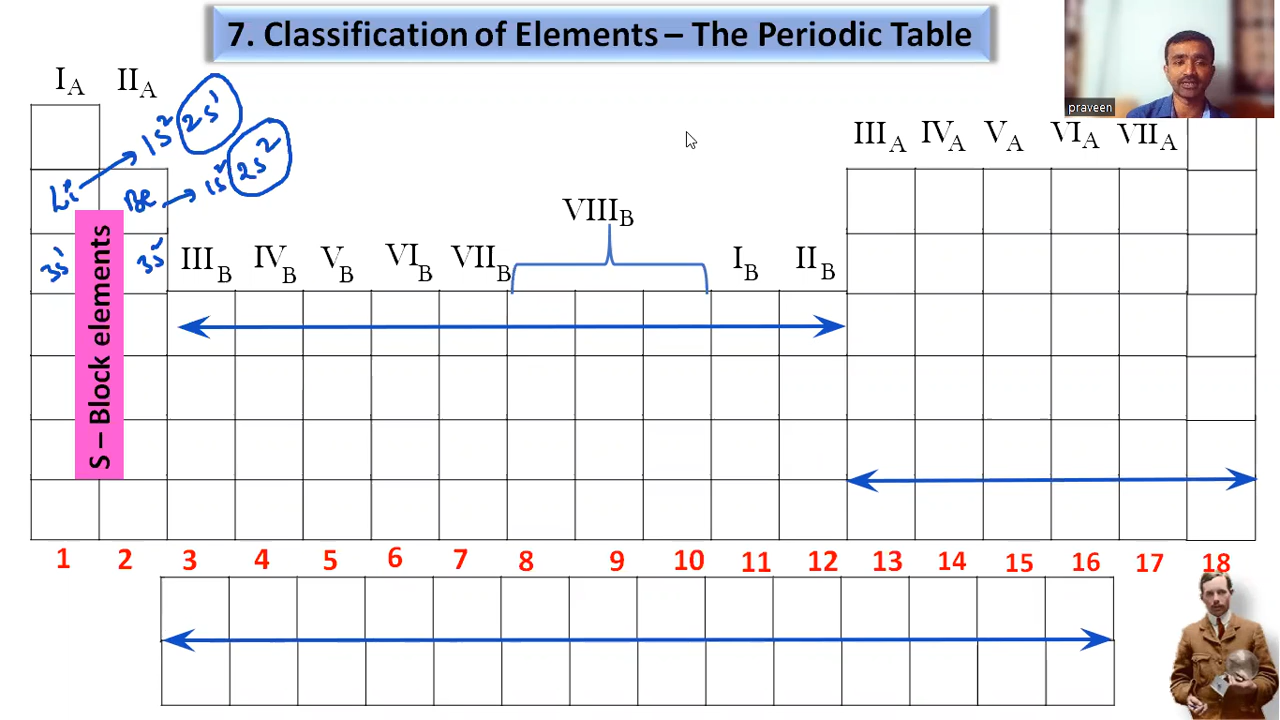 7. Classification of Elements – The Periodic Table
praveen
I_A II_A
III_A IV_A V_A VI_A VII_A
Li → 1s² 2s¹
Be → 1s² 2s²
3s¹ 3s²
S – Block elements
III_B IV_B V_B VI_B VII_B VIII_B I_B II_B
1 2 3 4 5 6 7 8 9 10 11 12 13 14 15 16 17 18